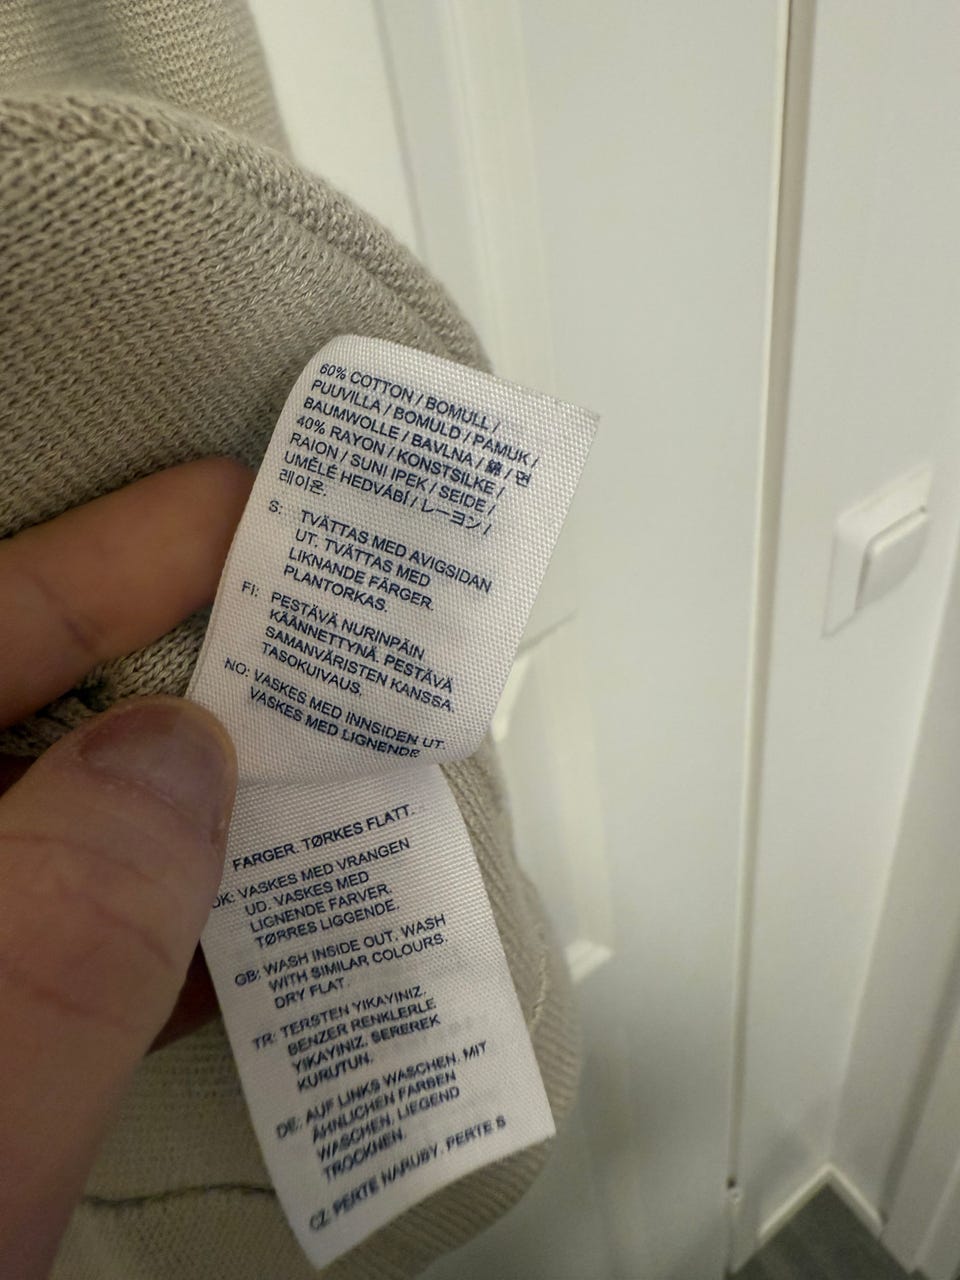 60% COTTON / BOMULL /
PUUVILLA / BOMULD / PAMUK /
BAUMWOLLE / BAVLNA / 綿 / 면
40% RAYON / KONSTSILKE /
RAION / SUNI IPEK / SEIDE /
UMĚLÉ HEDVÁBÍ / レーヨン /
레이온.
S: TVÄTTAS MED AVIGSIDAN
UT. TVÄTTAS MED
LIKNANDE FÄRGER.
PLANTORKAS.
FI: PESTÄVÄ NURINPÄIN
KÄÄNNETTYNÄ. PESTÄVÄ
SAMANVÄRISTEN KANSSA.
TASOKUIVAUS.
NO: VASKES MED INNSIDEN UT.
VASKES MED LIGNENDE
FARGER. TØRKES FLATT.
DK: VASKES MED VRANGEN
UD. VASKES MED
LIGNENDE FARVER.
TØRRES LIGGENDE.
GB: WASH INSIDE OUT. WASH
WITH SIMILAR COLOURS.
DRY FLAT.
TR: TERSTEN YIKAYINIZ.
BENZER RENKLERLE
YIKAYINIZ. SEREREK
KURUTUN.
DE: AUF LINKS WASCHEN. MIT
ÄHNLICHEN FARBEN
WASCHEN. LIEGEND
TROCKNEN.
CZ: PERTE NARUBY. PERTE S